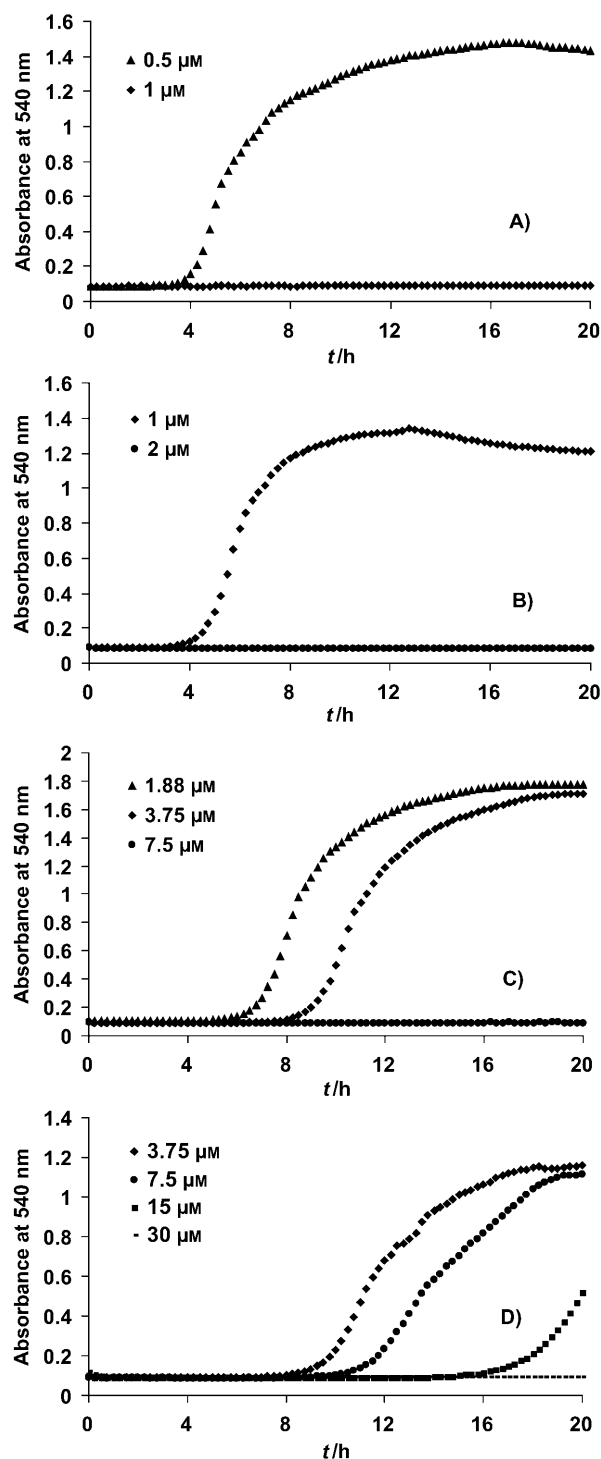 1.6
1.4
1.2
1
0.8
0.6
0.4
0.2
0
Absorbance at 540 nm
0.5 µM
1 µM
A)
0 4 8 12 16 20
t/h
1.6
1.4
1.2
1
0.8
0.6
0.4
0.2
0
Absorbance at 540 nm
1 µM
2 µM
B)
0 4 8 12 16 20
t/h
2
1.8
1.6
1.4
1.2
1
0.8
0.6
0.4
0.2
0
Absorbance at 540 nm
1.88 µM
3.75 µM
7.5 µM
C)
0 4 8 12 16 20
t/h
1.4
1.2
1
0.8
0.6
0.4
0.2
0
Absorbance at 540 nm
3.75 µM
7.5 µM
15 µM
30 µM
D)
0 4 8 12 16 20
t/h